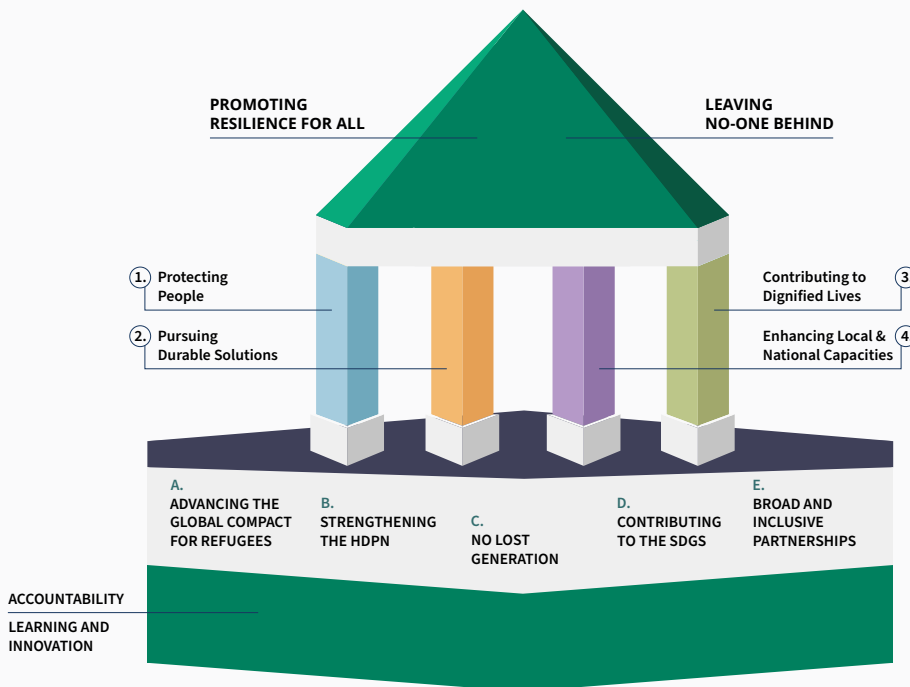 PROMOTING
RESILIENCE FOR ALL
LEAVING
NO-ONE BEHIND
1. Protecting
People
2. Pursuing
Durable Solutions
Contributing to 3
Dignified Lives
Enhancing Local & 4
National Capacities
A.
ADVANCING THE
GLOBAL COMPACT
FOR REFUGEES
B.
STRENGTHENING
THE HDPN
C.
NO LOST
GENERATION
D.
CONTRIBUTING
TO THE SDGS
E.
BROAD AND
INCLUSIVE
PARTNERSHIPS
ACCOUNTABILITY
LEARNING AND
INNOVATION